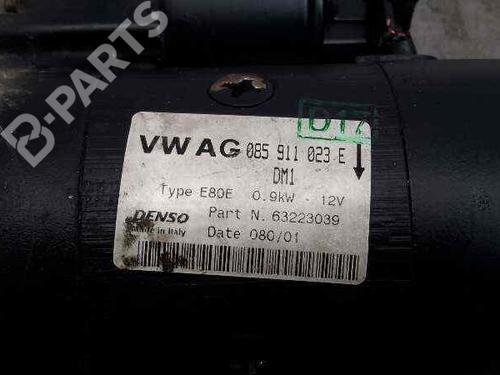 B-PARTS
D17
VW AG 085 911 023 E
DM1
Type E80E 0.9kW - 12V
DENSO Part N. 63223039
Made in Italy Date 080/01